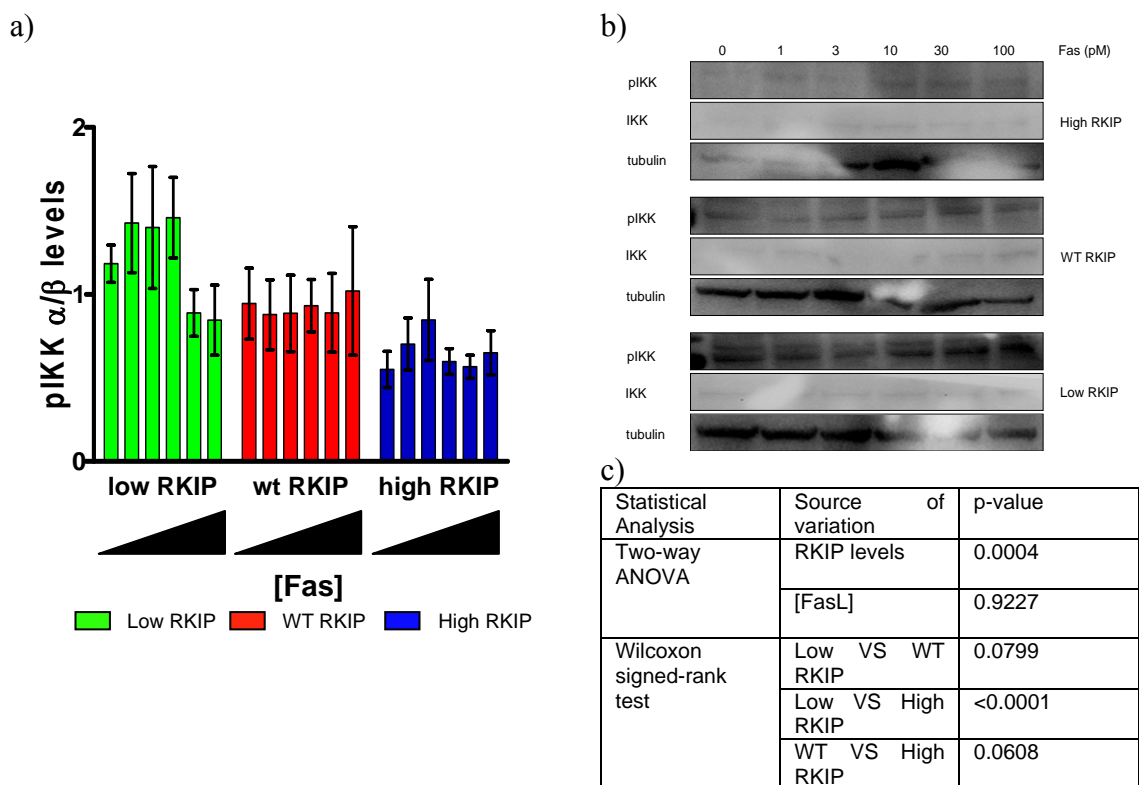 a)
2
1
0
pIKK α/β levels
low RKIP wt RKIP high RKIP
[Fas]
Low RKIP WT RKIP High RKIP
b)
0 1 3 10 30 100 Fas (pM)
pIKK
IKK High RKIP
tubulin
pIKK
IKK WT RKIP
tubulin
pIKK
IKK Low RKIP
tubulin
c)
Statistical Analysis Source of variation p-value
Two-way ANOVA RKIP levels 0.0004
[FasL] 0.9227
Wilcoxon signed-rank test Low VS WT RKIP 0.0799
Low VS High RKIP <0.0001
WT VS High RKIP 0.0608